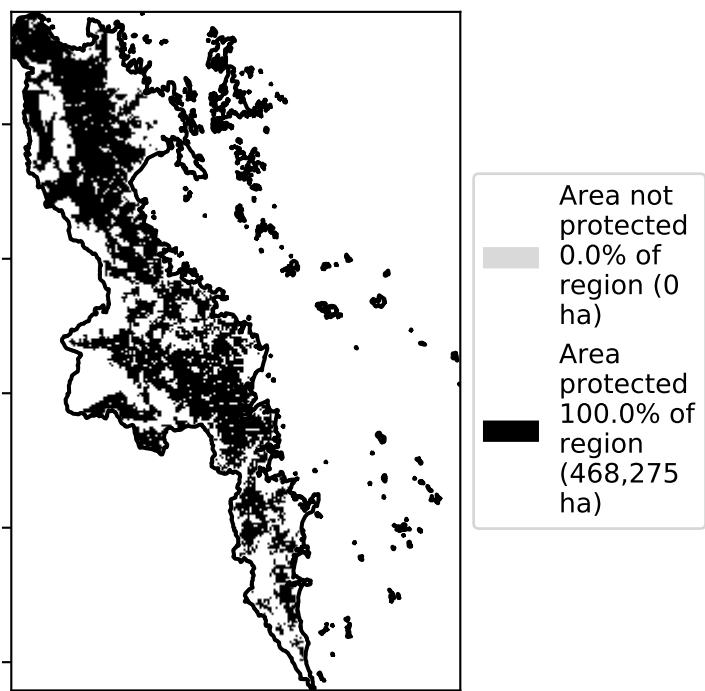 Area not
protected
0.0% of
region (0
ha)
Area
protected
100.0% of
region
(468,275
ha)